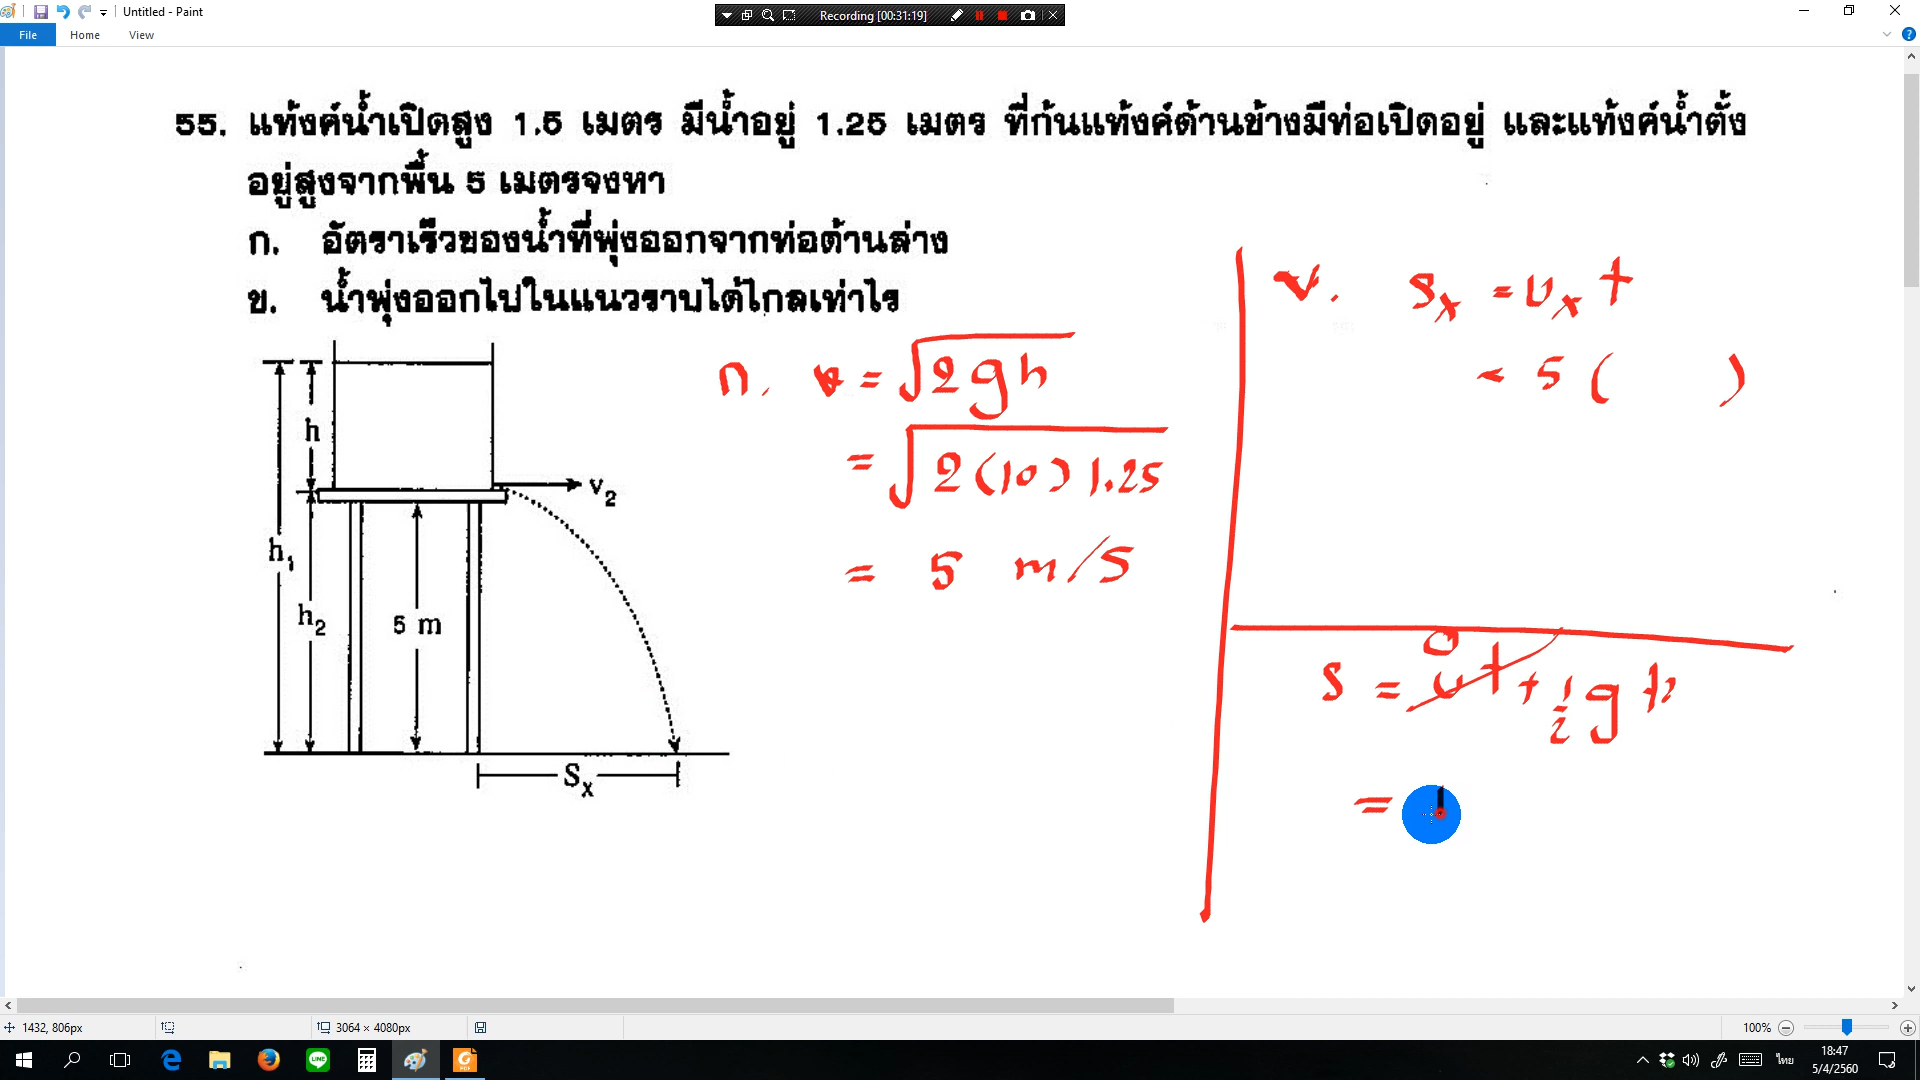 Untitled - Paint
Recording [00:31:19]
File Home View
55. แท้งค์น้ำเปิดสูง 1.5 เมตร มีน้ำอยู่ 1.25 เมตร ที่ก้นแท้งค์ด้านข้างมีท่อเปิดอยู่ และแท้งค์น้ำตั้ง
อยู่สูงจากพื้น 5 เมตรจงหา
ก. อัตราเร็วของน้ำที่พุ่งออกจากท่อด้านล่าง
ข. น้ำพุ่งออกไปในแนวราบได้ไกลเท่าไร
h
v₂
h₁
h₂
5 m
Sₓ
ก. v = √2gh
= √2(10)1.25
= 5 m/s
ข. Sₓ = uₓt
= 5 ( )
0
S = ut + ½gt²
=
1432, 806px
3064 × 4080px
100%
ไทย
18:47
5/4/2560
LINE
PDF